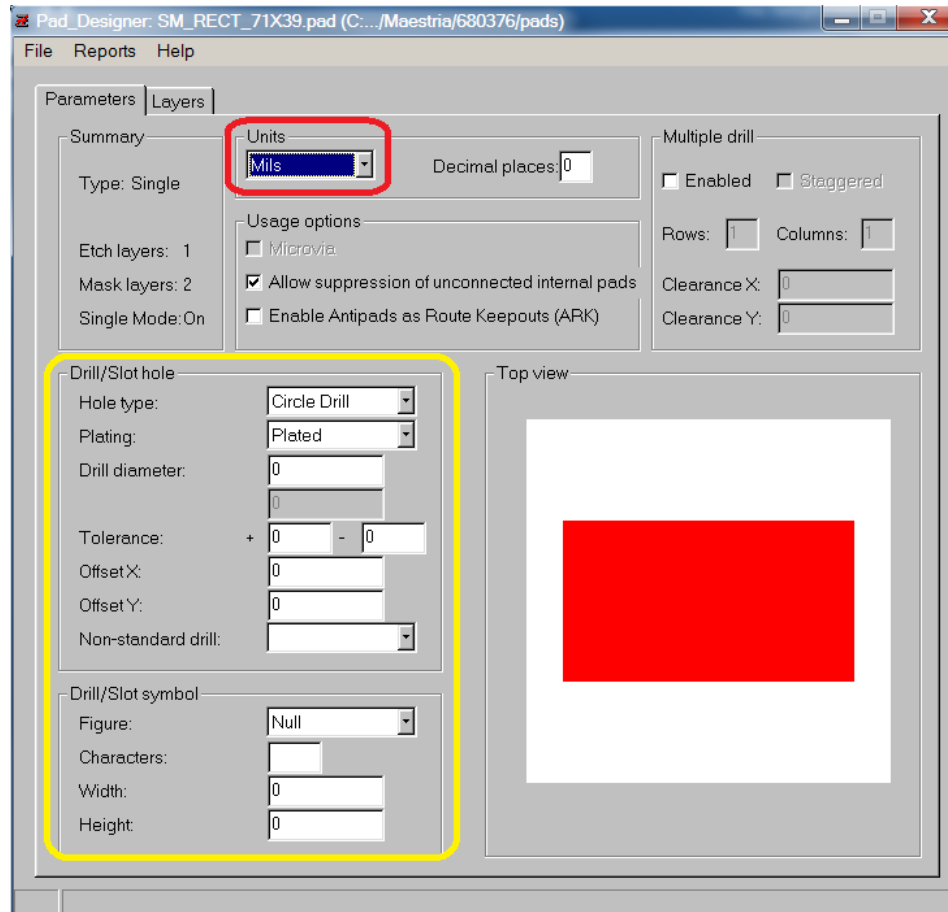 Pad_Designer: SM_RECT_71X39.pad (C:.../Maestria/680376/pads)
File Reports Help
Parameters Layers
Summary
Type: Single
Etch layers: 1
Mask layers: 2
Single Mode:On
Units
Mils
Decimal places: 0
Usage options
Microvia
Allow suppression of unconnected internal pads
Enable Antipads as Route Keepouts (ARK)
Multiple drill
Enabled Staggered
Rows: 1 Columns: 1
Clearance X: 0
Clearance Y: 0
Drill/Slot hole
Hole type: Circle Drill
Plating: Plated
Drill diameter: 0
0
Tolerance: + 0 - 0
Offset X: 0
Offset Y: 0
Non-standard drill:
Drill/Slot symbol
Figure: Null
Characters:
Width: 0
Height: 0
Top view